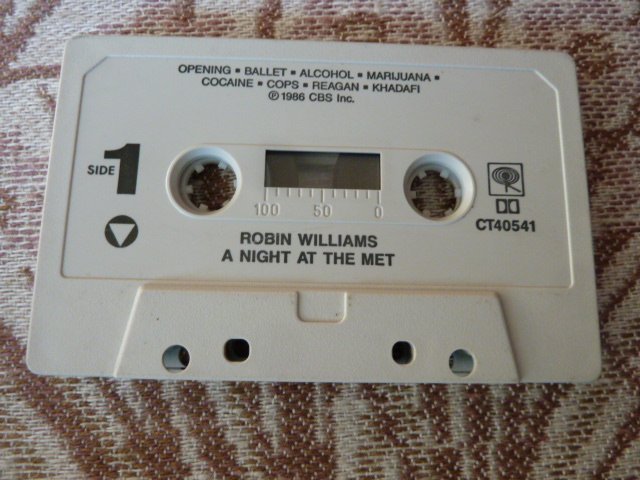 OPENING ▪ BALLET ▪ ALCOHOL ▪ MARIJUANA ▪
COCAINE ▪ COPS ▪ REAGAN ▪ KHADAFI
℗ 1986 CBS Inc.
SIDE 1
100 50 0
CT40541
ROBIN WILLIAMS
A NIGHT AT THE MET